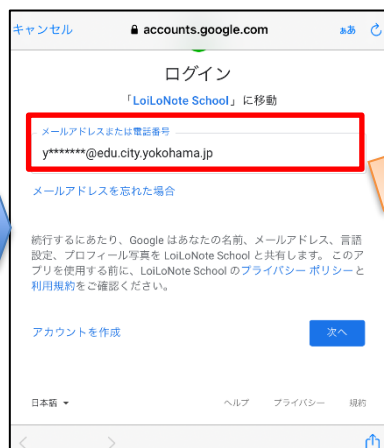 キャンセル accounts.google.com ぁあ
ログイン
「LoiLoNote School」に移動
メールアドレスまたは電話番号
y*******@edu.city.yokohama.jp
メールアドレスを忘れた場合
続行するにあたり、Google はあなたの名前、メールアドレス、言語
設定、プロフィール写真を LoiLoNote School と共有します。このア
プリを使用する前に、LoiLoNote School のプライバシー ポリシーと
利用規約をご確認ください。
アカウントを作成 次へ
日本語 ヘルプ プライバシー 規約